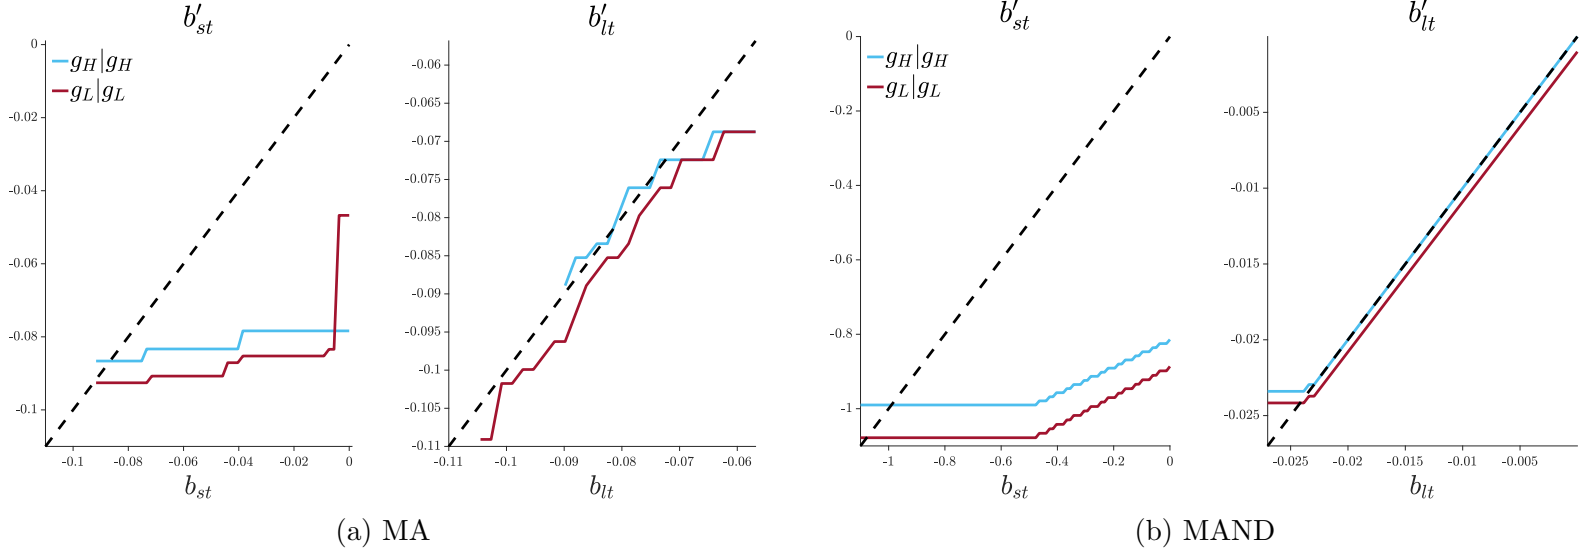 b′st
b′lt
b′st
b′lt
0
-0.02
-0.04
-0.06
-0.08
-0.1
gH|gH
gL|gL
-0.1 -0.08 -0.06 -0.04 -0.02 0
bst
-0.06
-0.065
-0.07
-0.075
-0.08
-0.085
-0.09
-0.095
-0.1
-0.105
-0.11
-0.11 -0.1 -0.09 -0.08 -0.07 -0.06
blt
(a) MA
0
-0.2
-0.4
-0.6
-0.8
-1
gH|gH
gL|gL
-1 -0.8 -0.6 -0.4 -0.2 0
bst
-0.005
-0.01
-0.015
-0.02
-0.025
-0.025 -0.02 -0.015 -0.01 -0.005
blt
(b) MAND